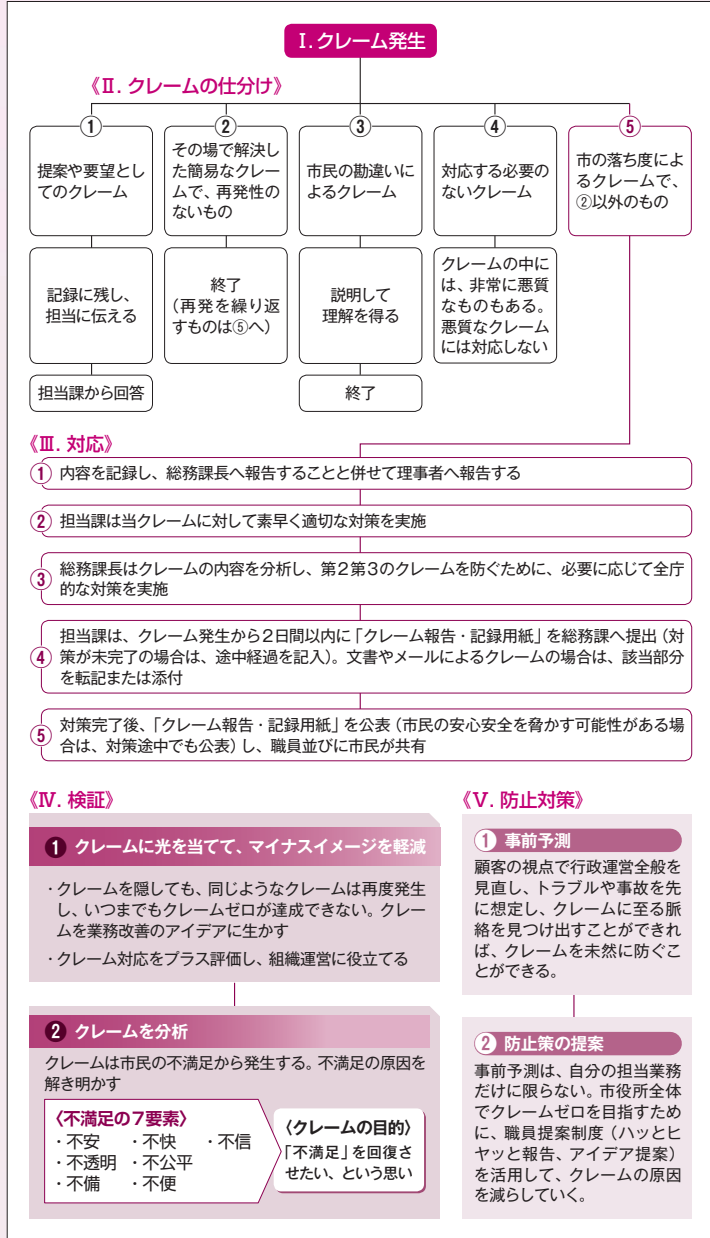 Ⅰ. クレーム発生
《Ⅱ. クレームの仕分け》
①
提案や要望とし
てのクレーム
記録に残し、
担当に伝える
担当課から回答
②
その場で解決し
た簡易なクレー
ムで、再発性の
ないもの
終了
（再発を繰り返
すものは⑤へ）
③
市民の勘違いに
よるクレーム
説明して
理解を得る
終了
④
対応する必要の
ないクレーム
クレームの中に
は、非常に悪質
なものもある。
悪質なクレーム
には対応しない
⑤
市の落ち度によ
るクレームで、
②以外のもの
《Ⅲ. 対応》
① 内容を記録し、総務課長へ報告することと併せて理事者へ報告する
② 担当課は当クレームに対して素早く適切な対策を実施
③ 総務課長はクレームの内容を分析し、第２第３のクレームを防ぐために、必要に応じて全庁
的な対策を実施
④ 担当課は、クレーム発生から２日間以内に「クレーム報告・記録用紙」を総務課へ提出（対
策が未完了の場合は、途中経過を記入）。文書やメールによるクレームの場合は、該当部分
を転記または添付
⑤ 対策完了後、「クレーム報告・記録用紙」を公表（市民の安心安全を脅かす可能性がある場
合は、対策途中でも公表）し、職員並びに市民が共有
《Ⅳ. 検証》
❶ クレームに光を当てて、マイナスイメージを軽減
・クレームを隠しても、同じようなクレームは再度発生
し、いつまでもクレームゼロが達成できない。クレー
ムを業務改善のアイデアに生かす
・クレーム対応をプラス評価し、組織運営に役立てる
❷ クレームを分析
クレームは市民の不満足から発生する。不満足の原因を
解き明かす
〈不満足の７要素〉
・不安 ・不快 ・不信
・不透明 ・不公平
・不備 ・不便
〈クレームの目的〉
「不満足」を回復さ
せたい、という思い
《Ⅴ. 防止対策》
① 事前予測
顧客の視点で行政運営全般を
見直し、トラブルや事故を先
に想定し、クレームに至る脈
絡を見つけ出すことができれ
ば、クレームを未然に防ぐこ
とができる。
② 防止策の提案
事前予測は、自分の担当業務
だけに限らない。市役所全体
でクレームゼロを目指すため
に、職員提案制度（ハッとヒ
ヤッと報告、アイデア提案）
を活用して、クレームの原因
を減らしていく。